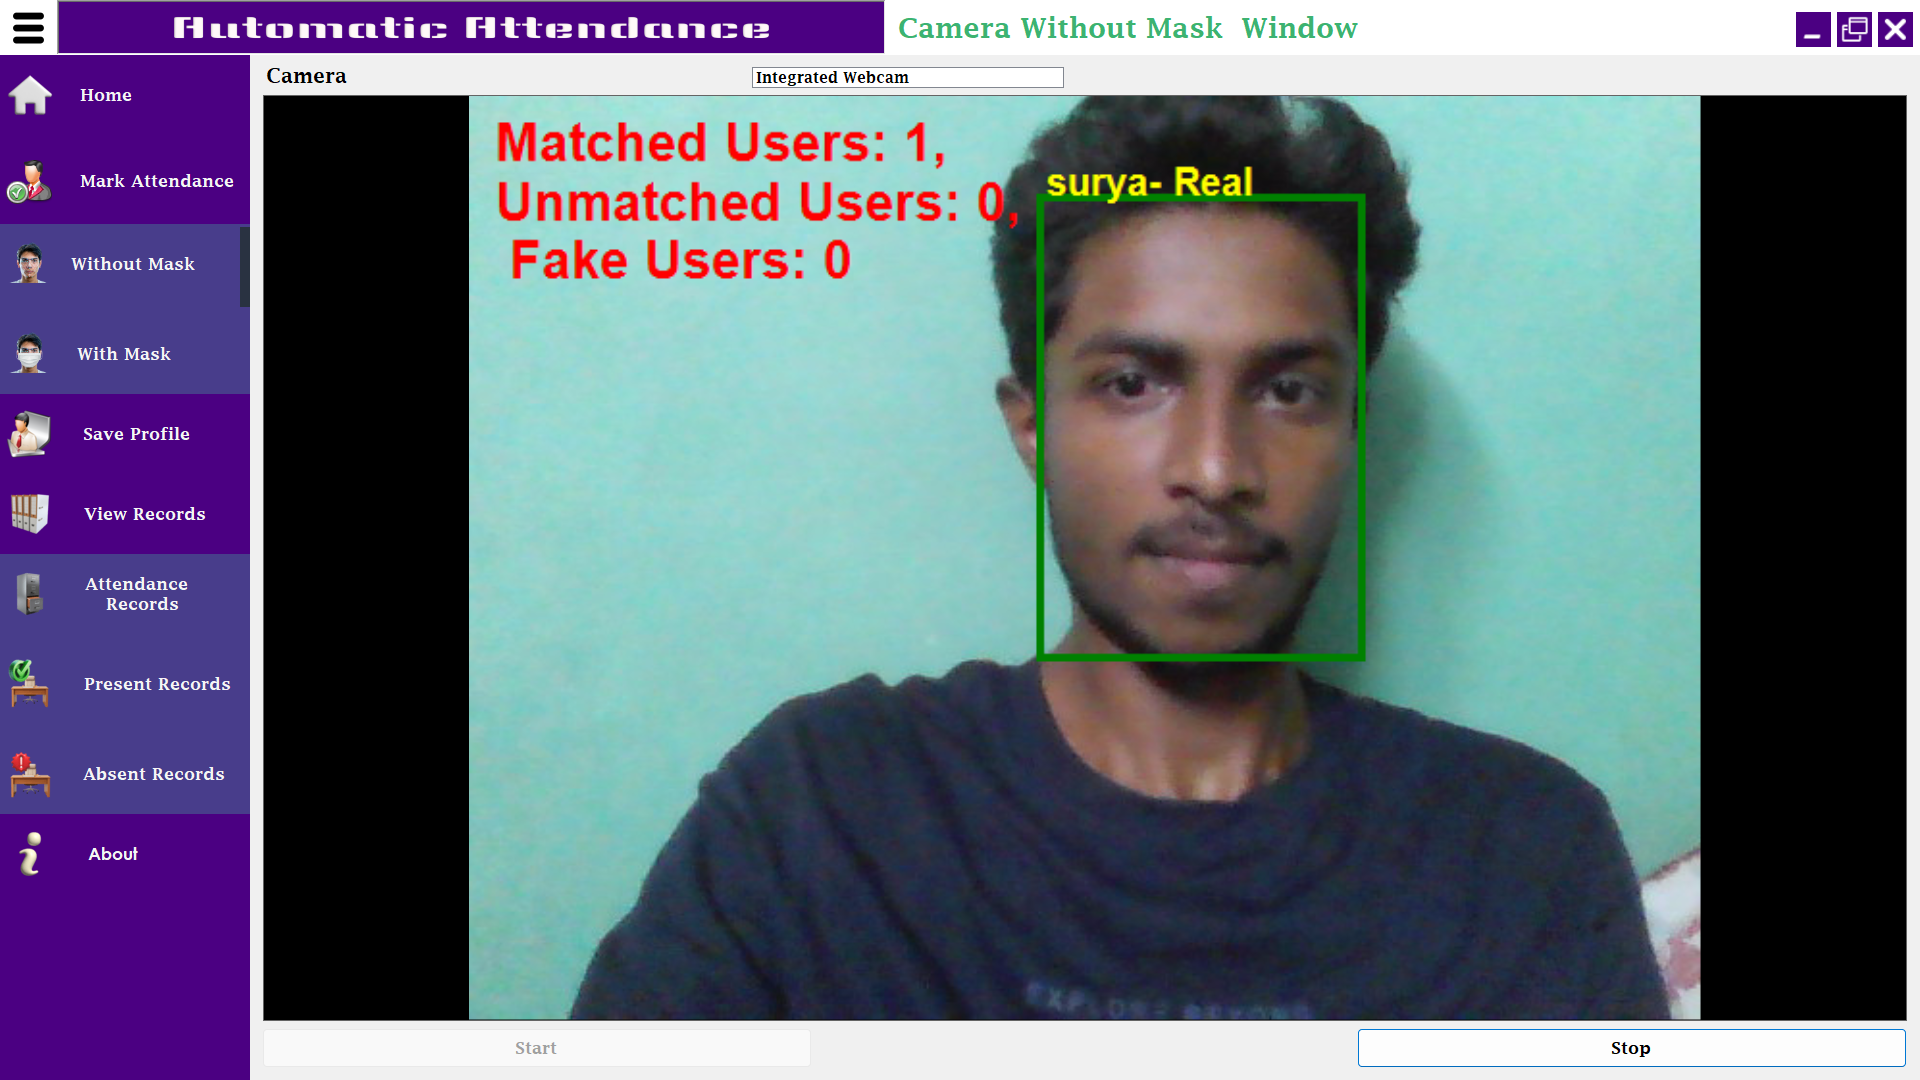 Automatic Attendance
Camera Without Mask Window
Home
Mark Attendance
Without Mask
With Mask
Save Profile
View Records
Attendance
Records
Present Records
Absent Records
About
Camera
Integrated Webcam
Matched Users: 1,
Unmatched Users: 0,
Fake Users: 0
surya- Real
Start
Stop